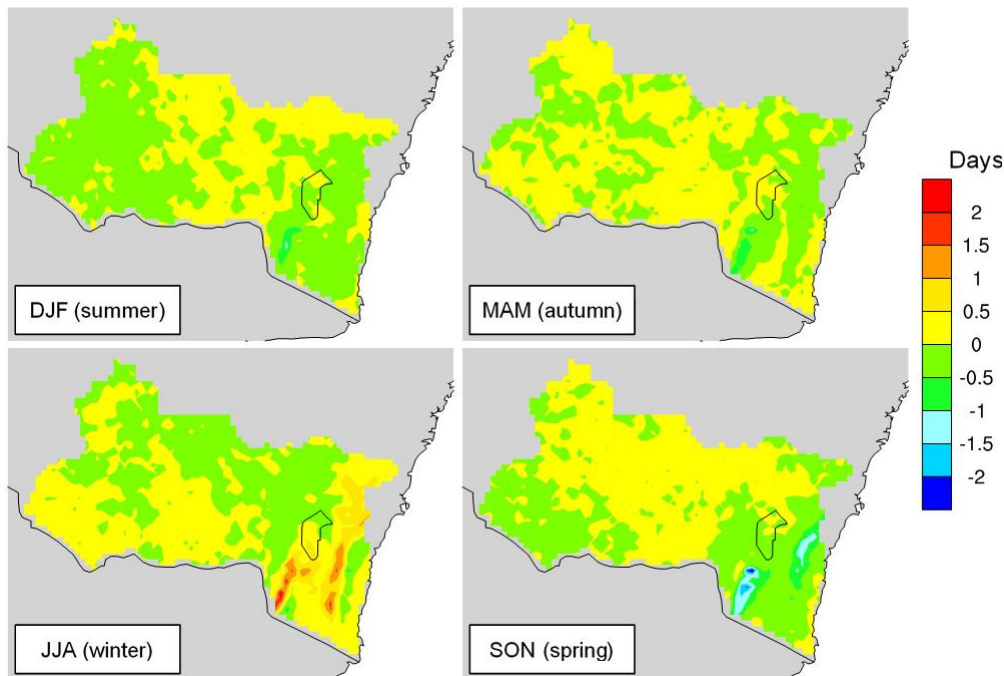 DJF (summer)
MAM (autumn)
JJA (winter)
SON (spring)
Days
2
1.5
1
0.5
0
-0.5
-1
-1.5
-2